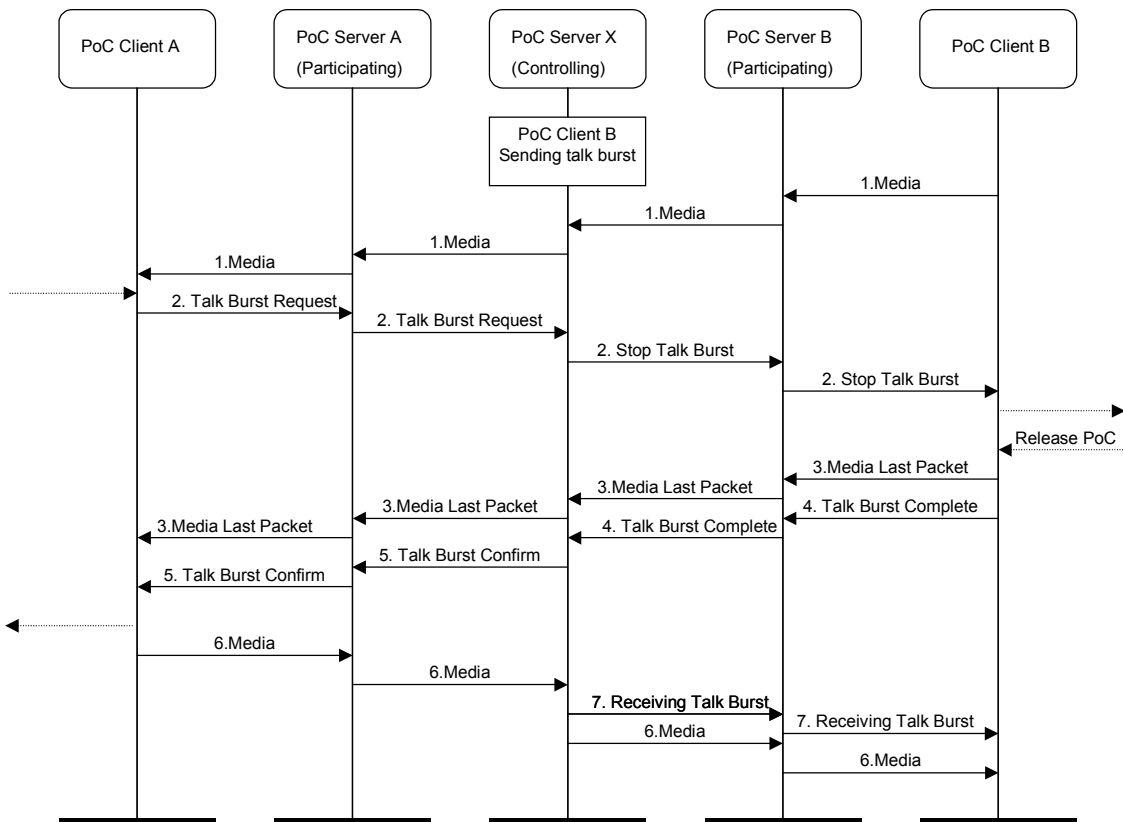 PoC Client A
PoC Server A
(Participating)
PoC Server X
(Controlling)
PoC Server B
(Participating)
PoC Client B
PoC Client B
Sending talk burst
1.Media
1.Media
1.Media
1.Media
2. Talk Burst Request
2. Talk Burst Request
2. Stop Talk Burst
2. Stop Talk Burst
Release PoC
3.Media Last Packet
3.Media Last Packet
4. Talk Burst Complete
3.Media Last Packet
3.Media Last Packet
4. Talk Burst Complete
5. Talk Burst Confirm
5. Talk Burst Confirm
6.Media
6.Media
7. Receiving Talk Burst
7. Receiving Talk Burst
6.Media
6.Media